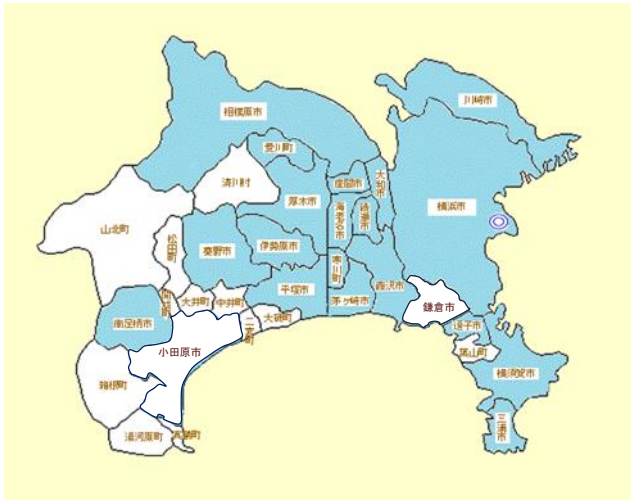 川崎市
相模原市
愛川町
清川村
座間市
大和市
厚木市
海老名市
綾瀬市
横浜市
山北町
松田町
秦野市
伊勢原市
寒川町
藤沢市
平塚市
茅ヶ崎市
鎌倉市
開成町
大井町
中井町
大磯町
二宮町
南足柄市
小田原市
逗子市
葉山町
箱根町
横須賀市
三浦市
湯河原町
真鶴町